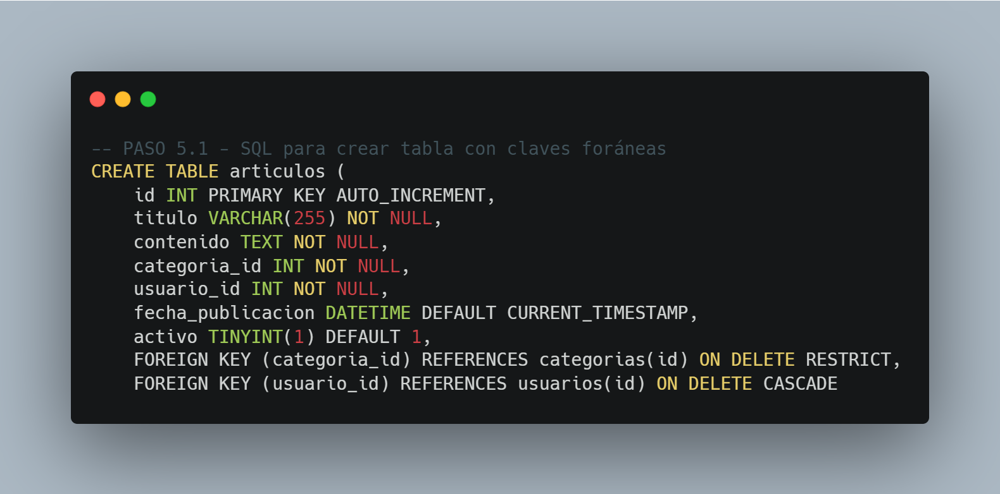 -- PASO 5.1 - SQL para crear tabla con claves foráneas
CREATE TABLE articulos (
    id INT PRIMARY KEY AUTO_INCREMENT,
    titulo VARCHAR(255) NOT NULL,
    contenido TEXT NOT NULL,
    categoria_id INT NOT NULL,
    usuario_id INT NOT NULL,
    fecha_publicacion DATETIME DEFAULT CURRENT_TIMESTAMP,
    activo TINYINT(1) DEFAULT 1,
    FOREIGN KEY (categoria_id) REFERENCES categorias(id) ON DELETE RESTRICT,
    FOREIGN KEY (usuario_id) REFERENCES usuarios(id) ON DELETE CASCADE